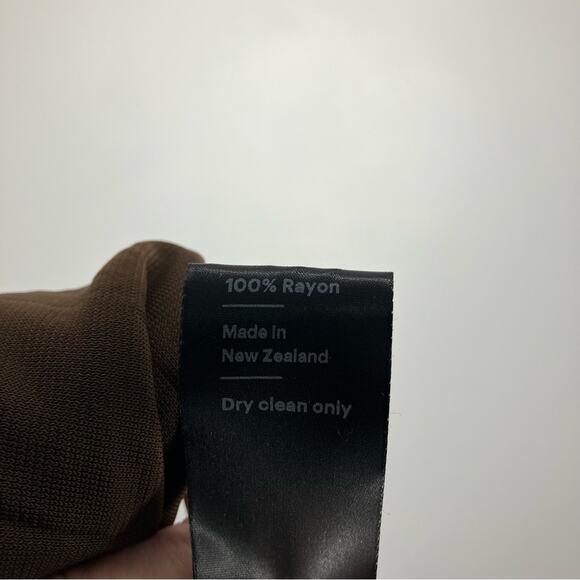 100% Rayon
Made in
New Zealand
Dry clean only